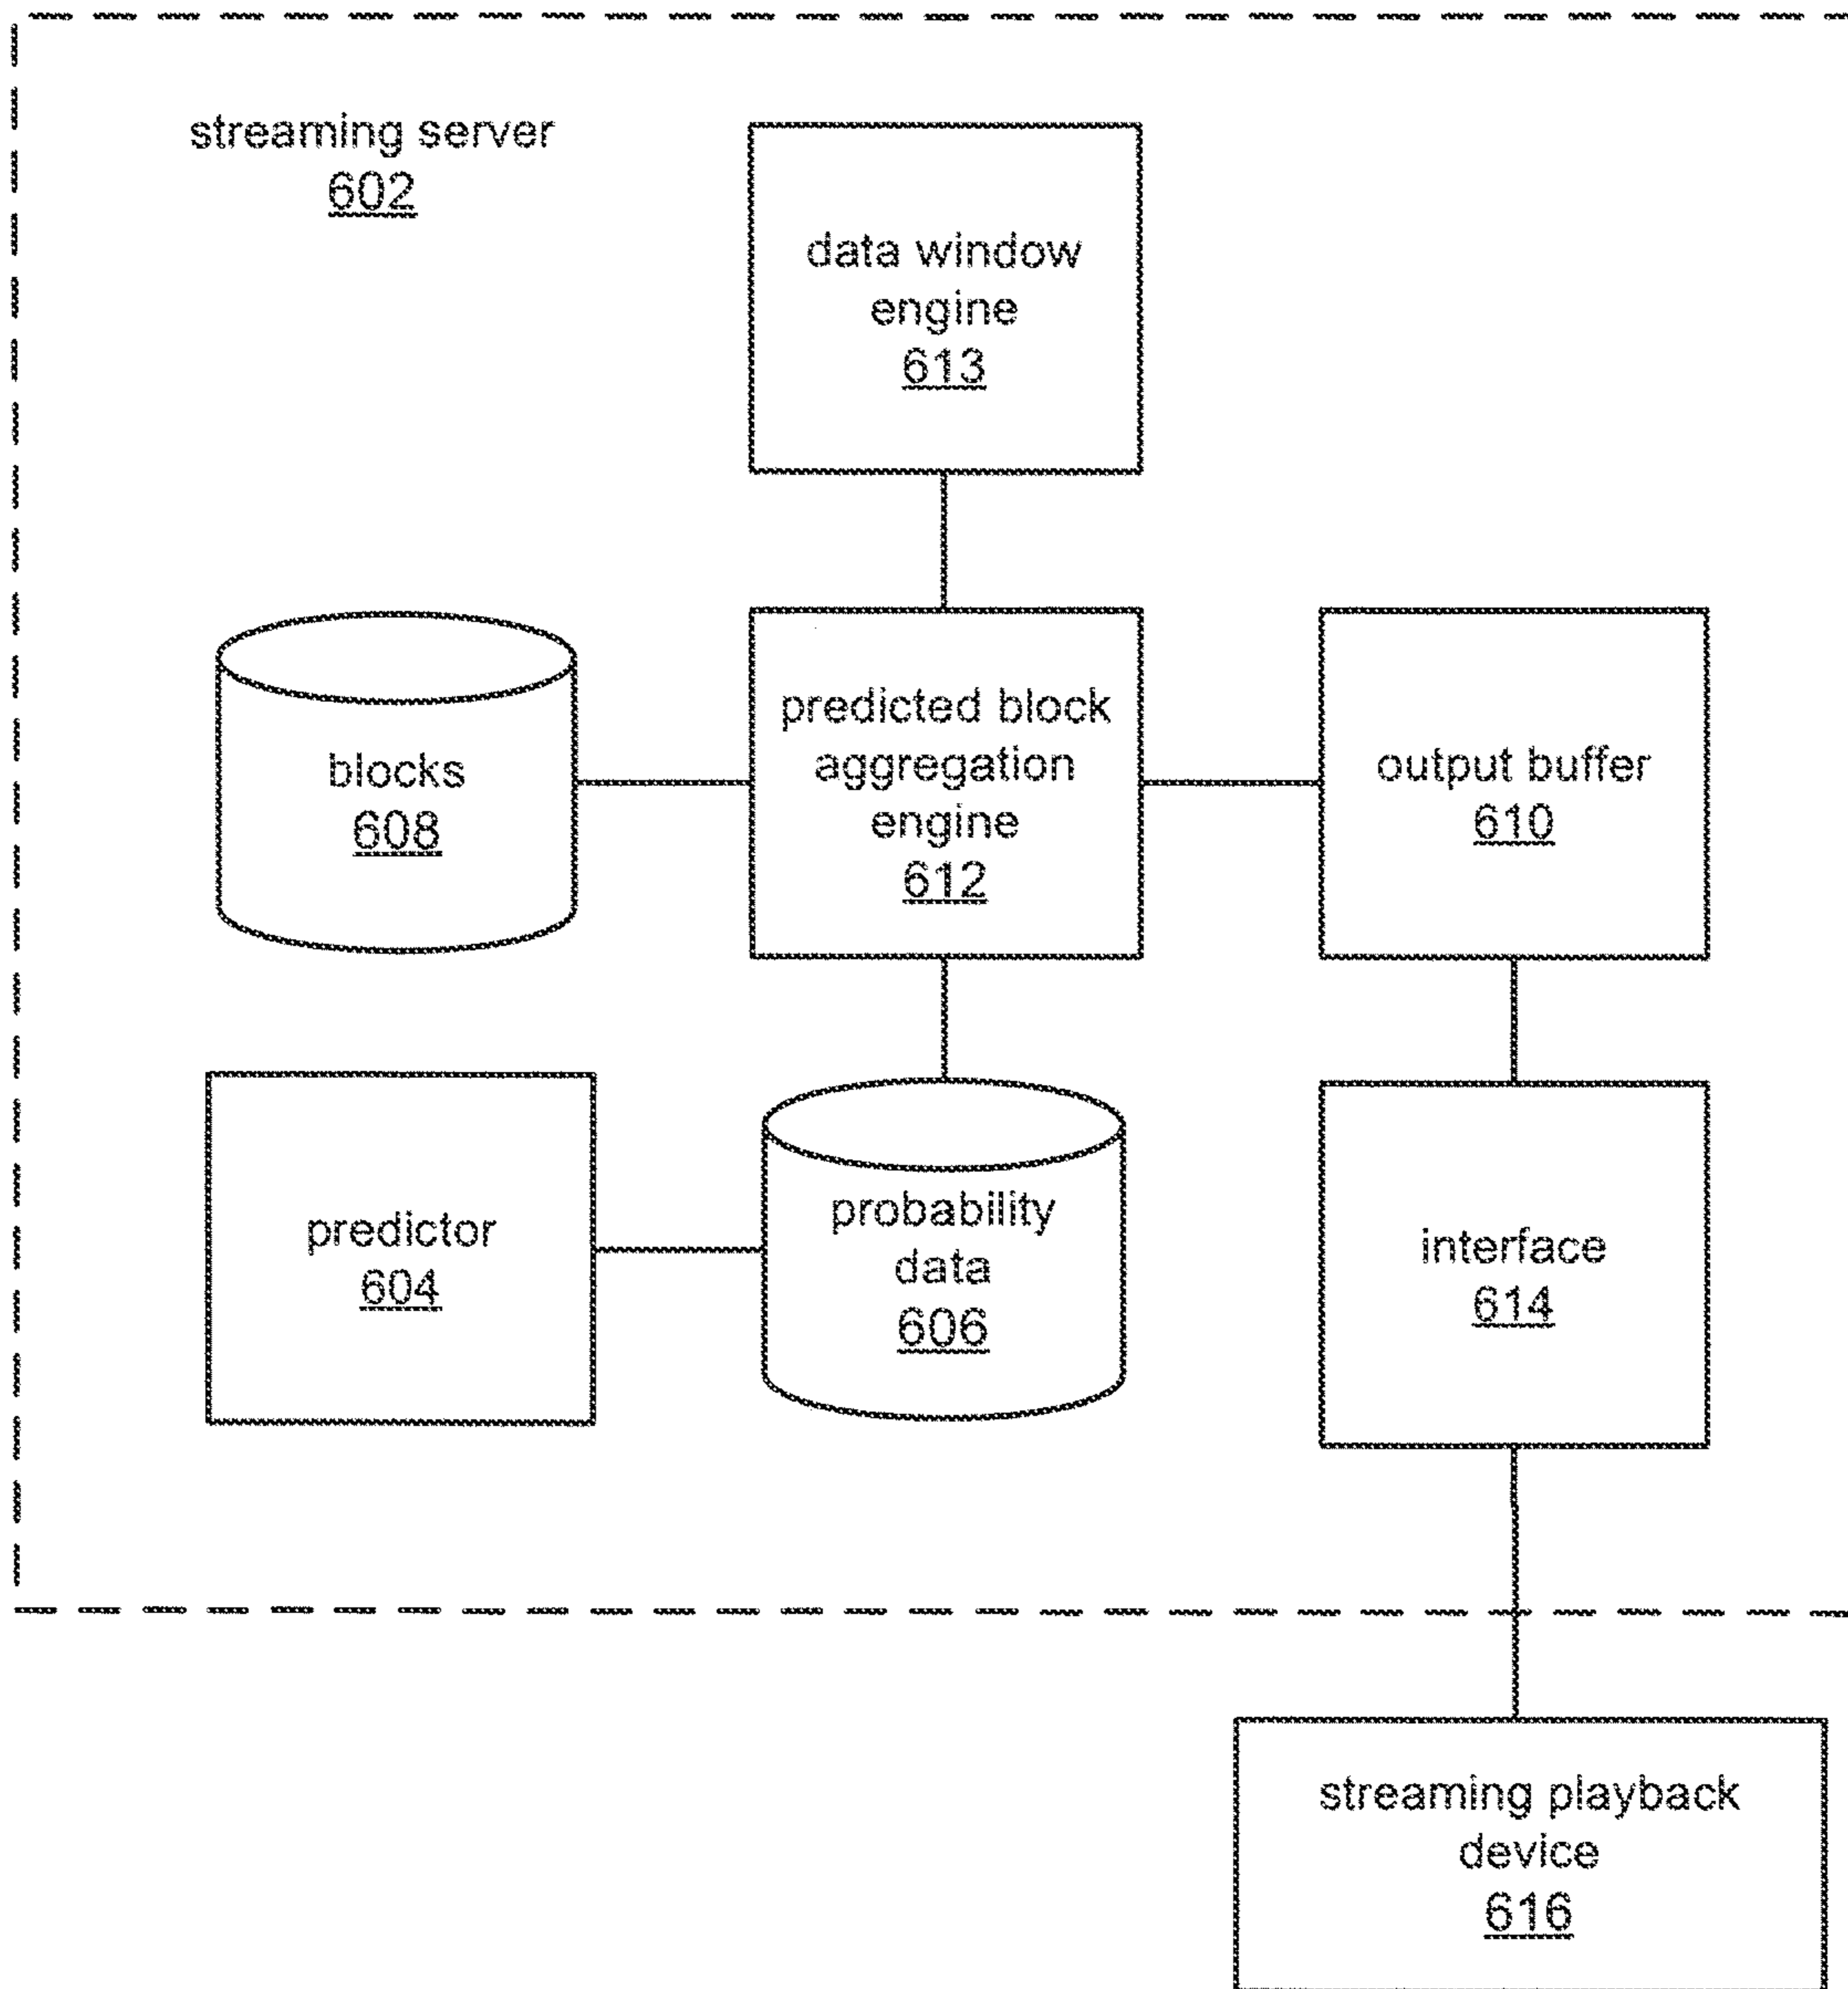 streaming server
602
data window
engine
613
blocks
608
predicted block
aggregation
engine
612
output buffer
610
predictor
604
probability
data
606
interface
614
streaming playback
device
616